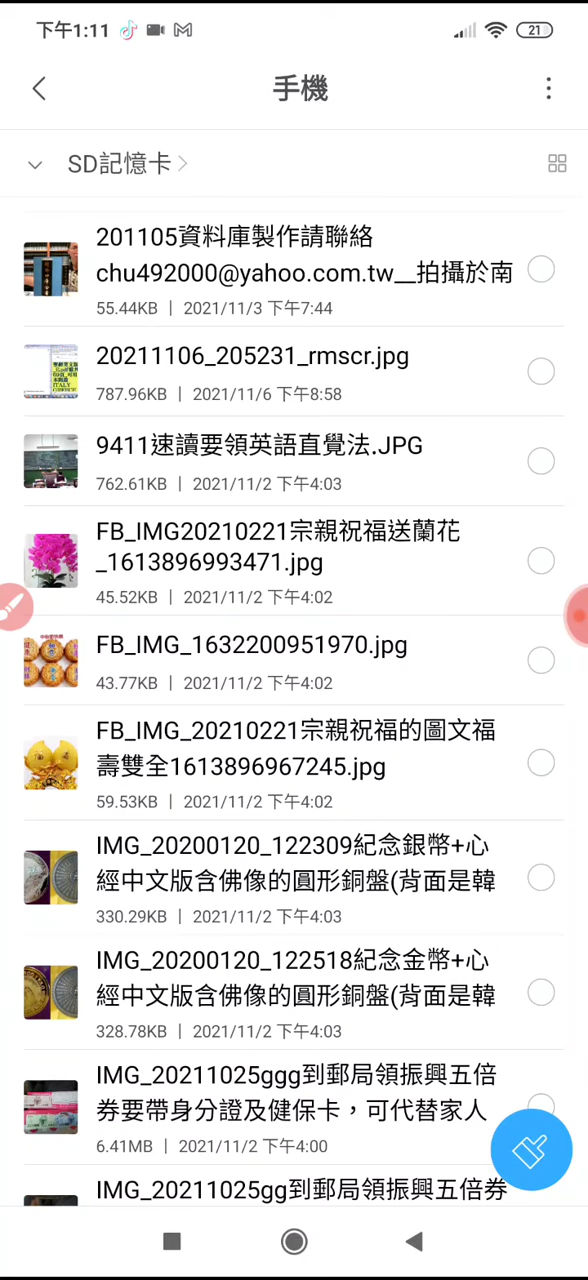 下午1:11
21
手機
SD記憶卡
201105資料庫製作請聯絡
chu492000@yahoo.com.tw__拍攝於南
55.44KB | 2021/11/3 下午7:44
20211106_205231_rmscr.jpg
787.96KB | 2021/11/6 下午8:58
9411速讀要領英語直覺法.JPG
762.61KB | 2021/11/2 下午4:03
FB_IMG20210221宗親祝福送蘭花
_1613896993471.jpg
45.52KB | 2021/11/2 下午4:02
FB_IMG_1632200951970.jpg
43.77KB | 2021/11/2 下午4:02
FB_IMG_20210221宗親祝福的圖文福
壽雙全1613896967245.jpg
59.53KB | 2021/11/2 下午4:02
IMG_20200120_122309紀念銀幣+心
經中文版含佛像的圓形銅盤(背面是韓
330.29KB | 2021/11/2 下午4:03
IMG_20200120_122518紀念金幣+心
經中文版含佛像的圓形銅盤(背面是韓
328.78KB | 2021/11/2 下午4:03
IMG_20211025ggg到郵局領振興五倍
券要帶身分證及健保卡，可代替家人
6.41MB | 2021/11/2 下午4:00
IMG_20211025gg到郵局領振興五倍券